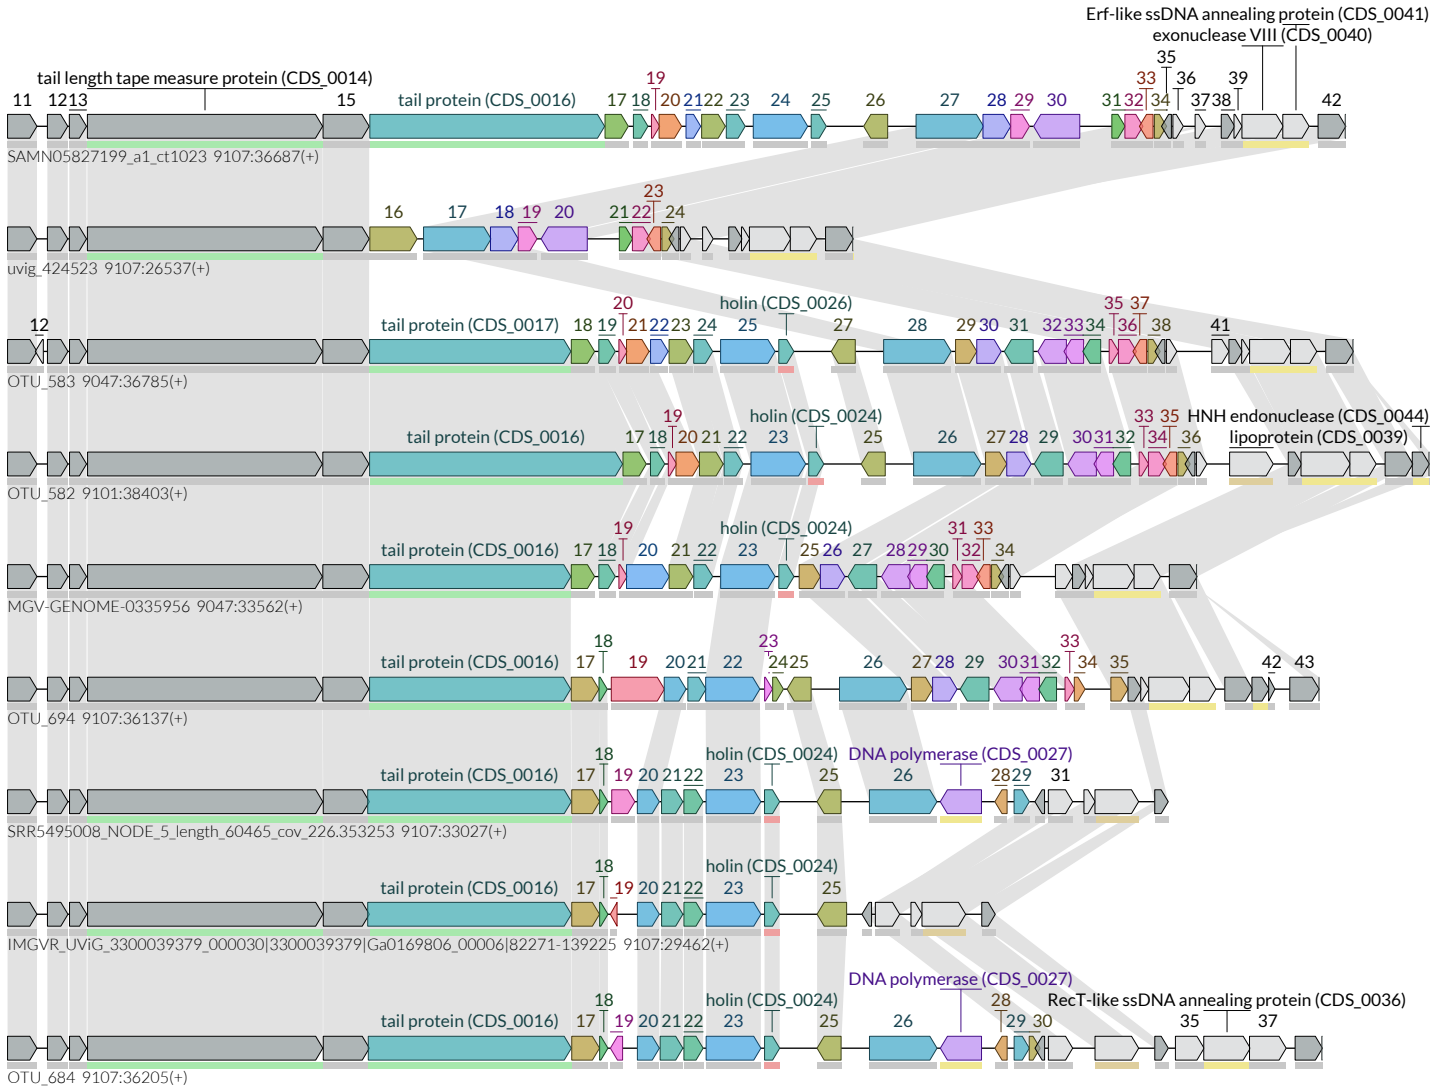 Erf-like ssDNA annealing protein (CDS_0041)
exonuclease VIII (CDS_0040)
35
tail length tape measure protein (CDS_0014) 19 33 36 39
11 12 13 15 tail protein (CDS_0016) 17 18 20 21 22 23 24 25 26 27 28 29 30 31 32 34 37 38 42
SAMN05827199_a1_ct1023 9107:36687(+)
23
16 17 18 19 20 21 22 24
uvig_424523 9107:26537(+)
20 holin (CDS_0026) 35 37
12 tail protein (CDS_0017) 18 19 21 22 23 24 25 27 28 29 30 31 32 33 34 36 38 41
OTU_583 9047:36785(+)
19 holin (CDS_0024) 33 35 HNH endonuclease (CDS_0044)
tail protein (CDS_0016) 17 18 20 21 22 23 25 26 27 28 29 30 31 32 34 36 lipoprotein (CDS_0039)
OTU_582 9101:38403(+)
19 holin (CDS_0024) 31 33
tail protein (CDS_0016) 17 18 20 21 22 23 25 26 27 28 29 30 32 34
MGV-GENOME-0335956 9047:33562(+)
18 23 33
tail protein (CDS_0016) 17 19 20 21 22 24 25 26 27 28 29 30 31 32 34 35 42 43
OTU_694 9107:36137(+)
18 holin (CDS_0024) DNA polymerase (CDS_0027)
tail protein (CDS_0016) 17 19 20 21 22 23 25 26 28 29 31
SRR5495008_NODE_5_length_60465_cov_226.353253 9107:33027(+)
18 holin (CDS_0024)
tail protein (CDS_0016) 17 19 20 21 22 23 25
IMGVR_UViG_3300039379_000030|3300039379|Ga0169806_00006|82271-139225 9107:29462(+)
DNA polymerase (CDS_0027)
18 holin (CDS_0024) 28 RecT-like ssDNA annealing protein (CDS_0036)
tail protein (CDS_0016) 17 19 20 21 22 23 25 26 29 30 35 37
OTU_684 9107:36205(+)